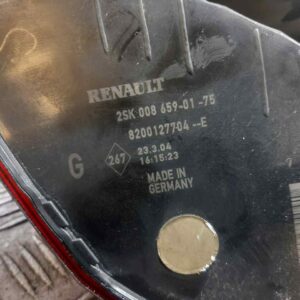 RENAULT
2SK 008 659-01 -75
8200127704--E
G 267 23.3.04
16:15:23
MADE IN
GERMANY